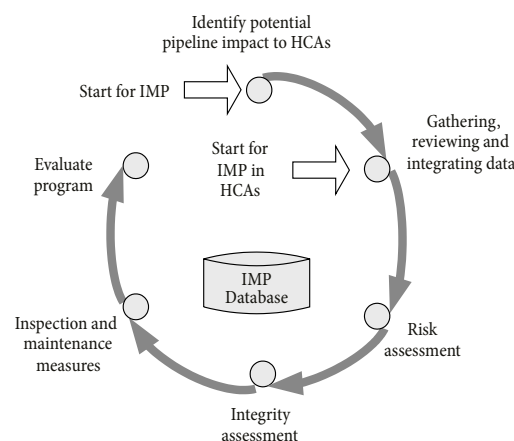 Identify potential
pipeline impact to HCAs
Start for IMP
Gathering,
reviewing and
integrating data
Start for
IMP in
HCAs
Evaluate
program
IMP
Database
Inspection and
maintenance
measures
Risk
assessment
Integrity
assessment